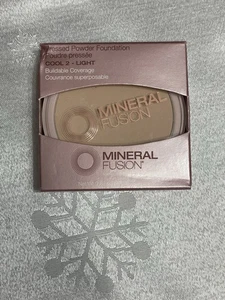 Pressed Powder Foundation
Poudre pressée
COOL 2 - LIGHT
Buildable Coverage
Couvrance superposable
MINERAL
FUSION
MINERAL
FUSION